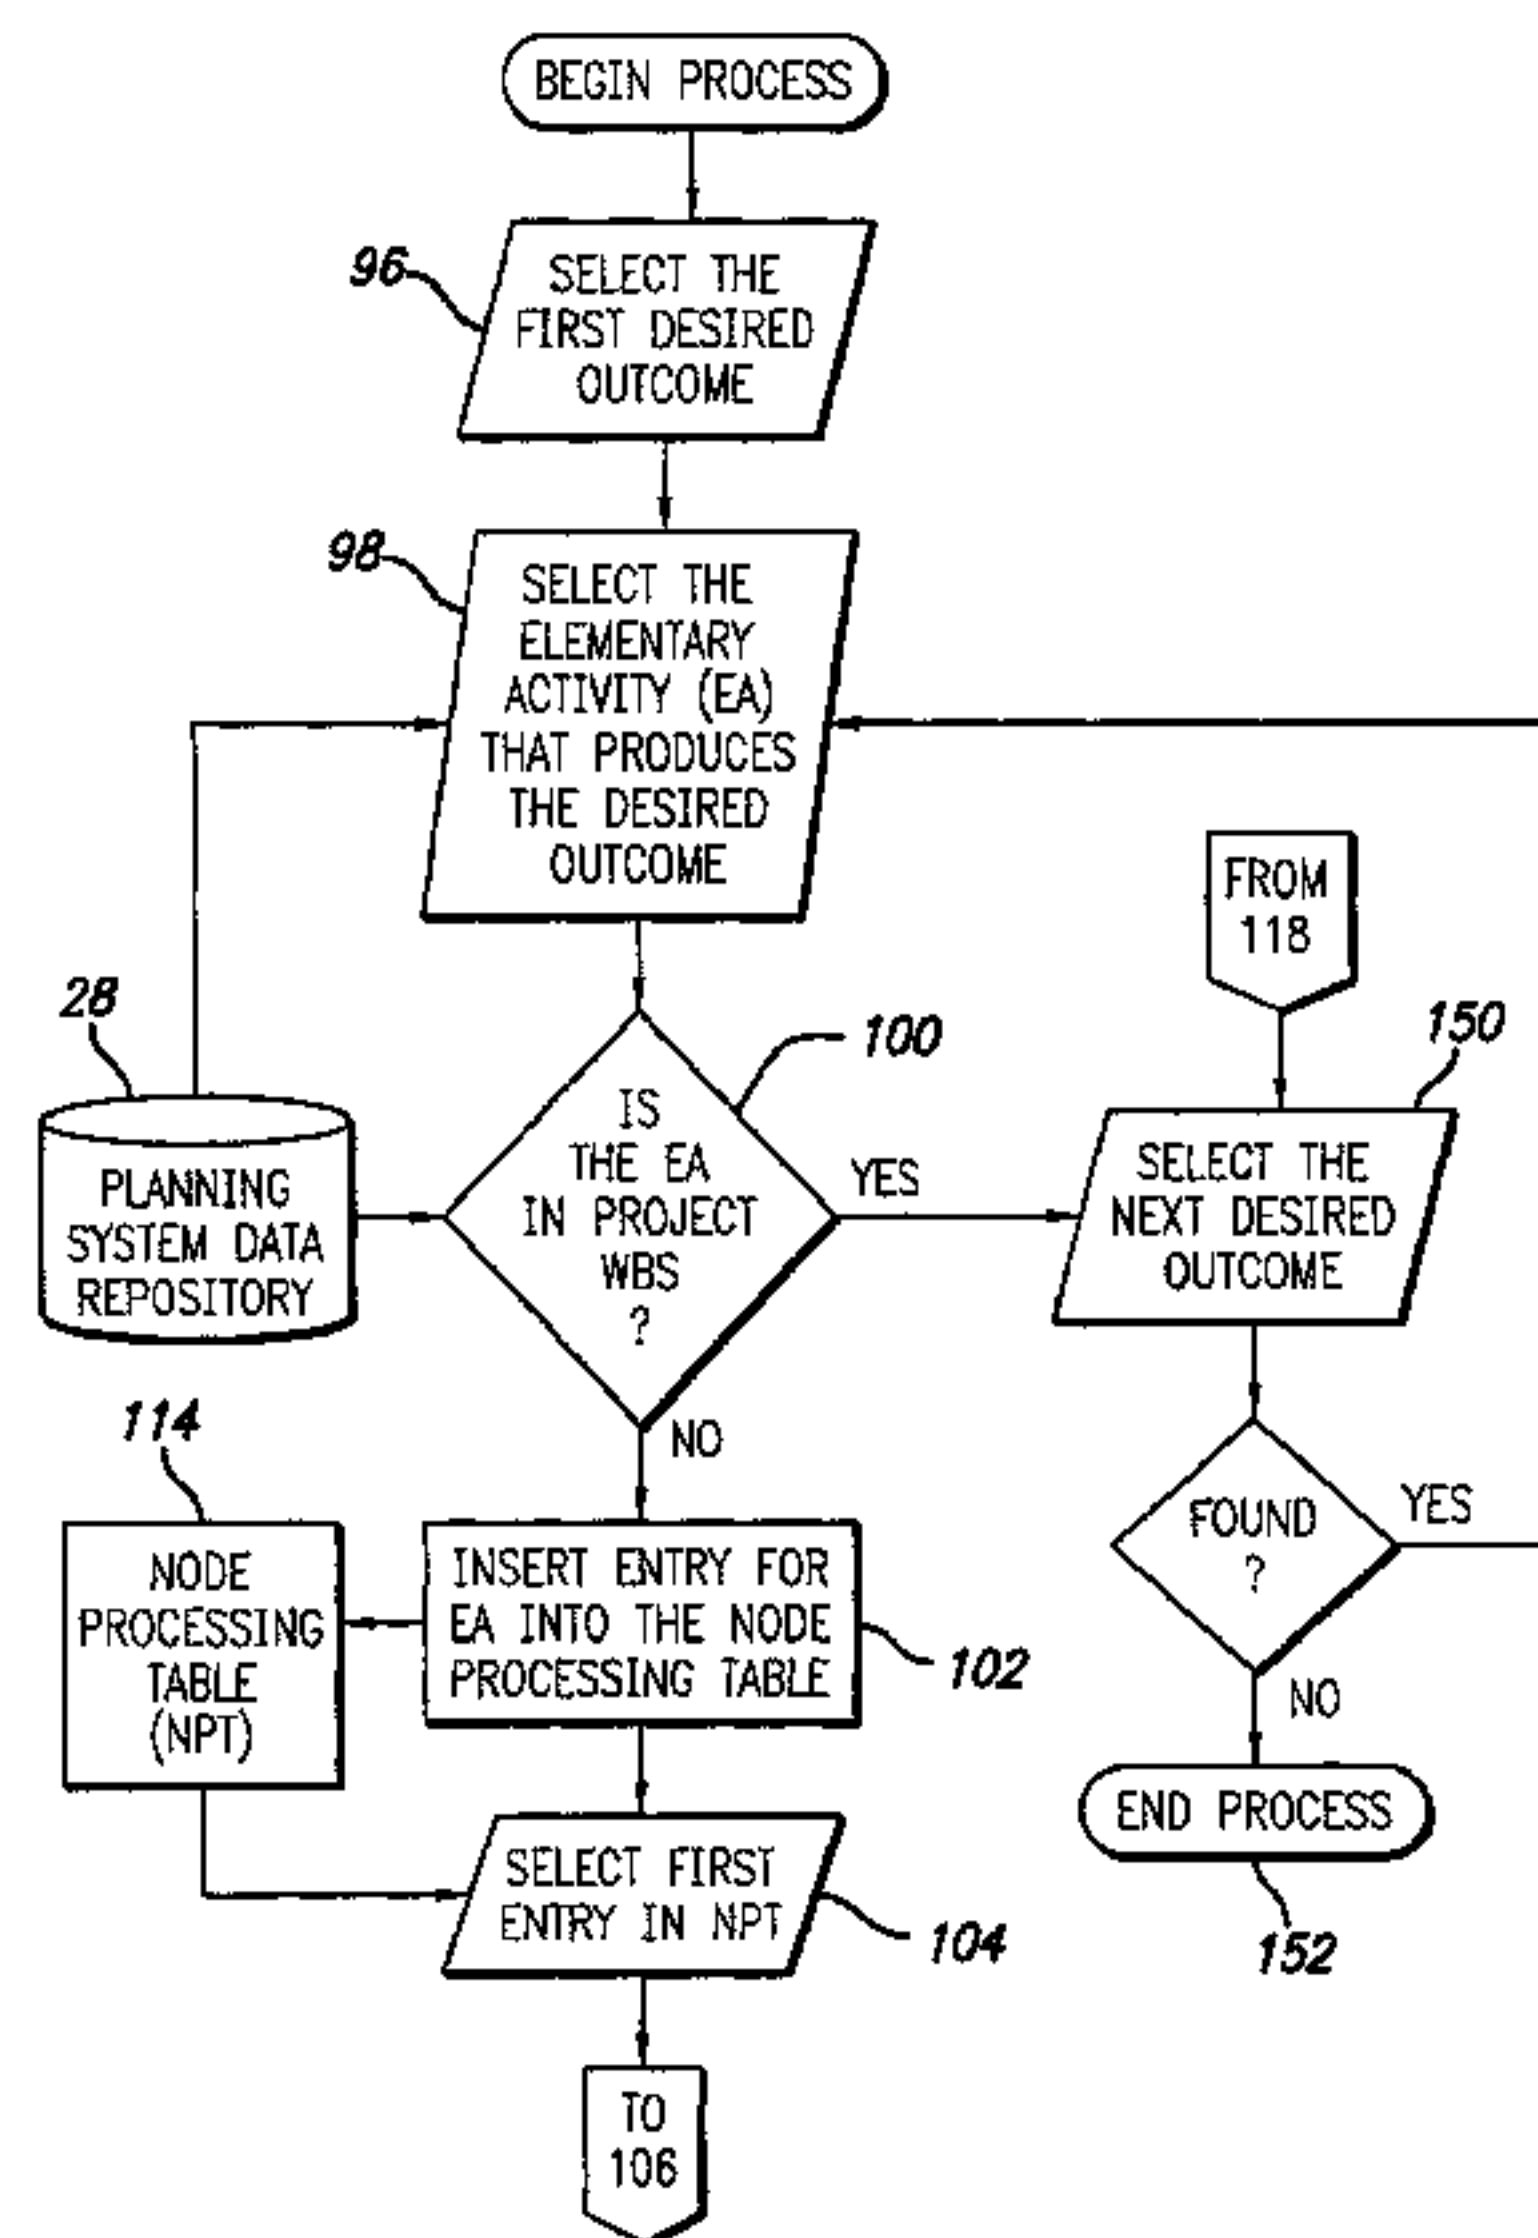 BEGIN PROCESS
96
SELECT THE
FIRST DESIRED
OUTCOME
98
SELECT THE
ELEMENTARY
ACTIVITY (EA)
THAT PRODUCES
THE DESIRED
OUTCOME
FROM
118
28
PLANNING
SYSTEM DATA
REPOSITORY
100
IS
THE EA
IN PROJECT
WBS
?
YES
NO
150
SELECT THE
NEXT DESIRED
OUTCOME
FOUND
?
YES
NO
END PROCESS
152
114
NODE
PROCESSING
TABLE
(NPT)
INSERT ENTRY FOR
EA INTO THE NODE
PROCESSING TABLE
102
SELECT FIRST
ENTRY IN NPT
104
TO
106